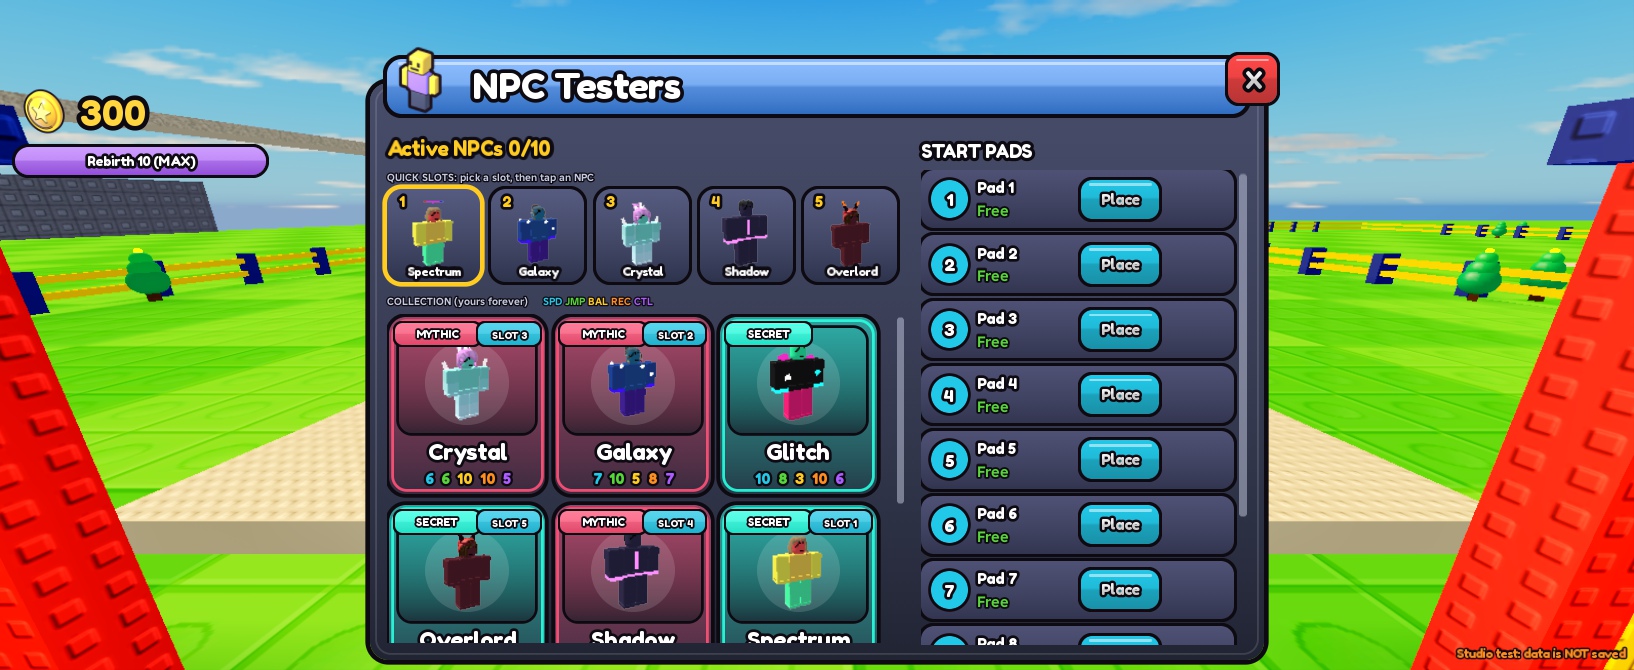 NPC Testers
X
300
Rebirth 10 (MAX)
Active NPCs 0/10
QUICK SLOTS: pick a slot, then tap an NPC
1
Spectrum
2
Galaxy
3
Crystal
4
Shadow
5
Overlord
COLLECTION (yours forever) SPD JMP BAL REC CTL
MYTHIC SLOT 3
Crystal
6 6 10 10 5
MYTHIC SLOT 2
Galaxy
7 10 5 8 7
SECRET
Glitch
10 8 3 10 6
SECRET SLOT 5
Overlord
MYTHIC SLOT 4
Shadow
SECRET SLOT 1
Spectrum
START PADS
1 Pad 1 Place
Free
2 Pad 2 Place
Free
3 Pad 3 Place
Free
4 Pad 4 Place
Free
5 Pad 5 Place
Free
6 Pad 6 Place
Free
7 Pad 7 Place
Free
Pad 8
Studio test: data is NOT saved